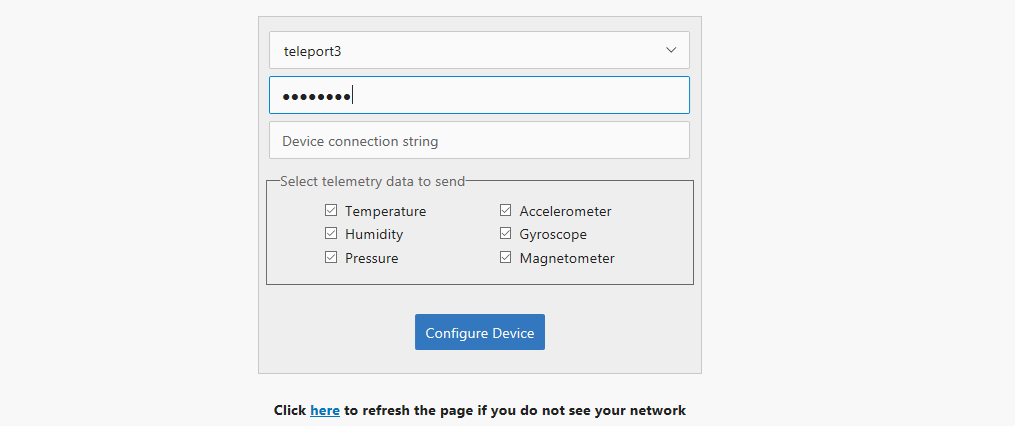 teleport3
••••••••
Device connection string
Select telemetry data to send
Temperature Accelerometer
Humidity Gyroscope
Pressure Magnetometer
Configure Device
Click here to refresh the page if you do not see your network